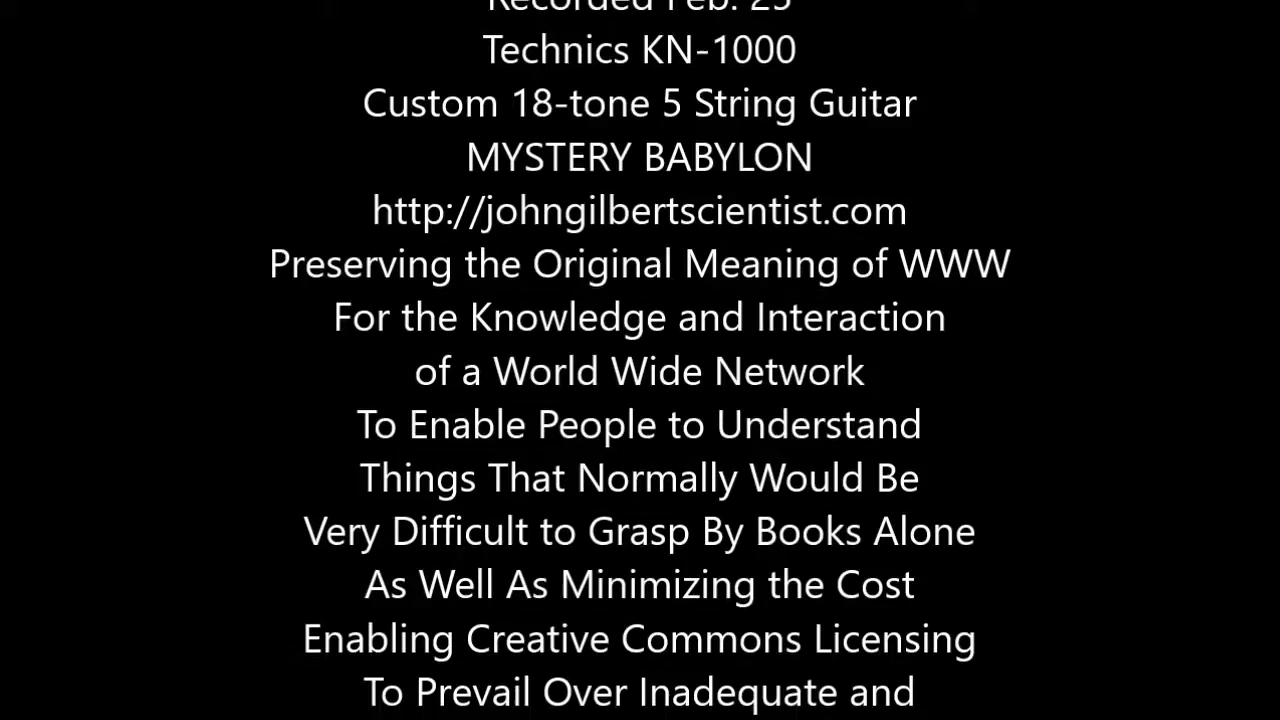 Recorded Feb. 25
Technics KN-1000
Custom 18-tone 5 String Guitar
MYSTERY BABYLON
http://johngilbertscientist.com
Preserving the Original Meaning of WWW
For the Knowledge and Interaction
of a World Wide Network
To Enable People to Understand
Things That Normally Would Be
Very Difficult to Grasp By Books Alone
As Well As Minimizing the Cost
Enabling Creative Commons Licensing
To Prevail Over Inadequate and